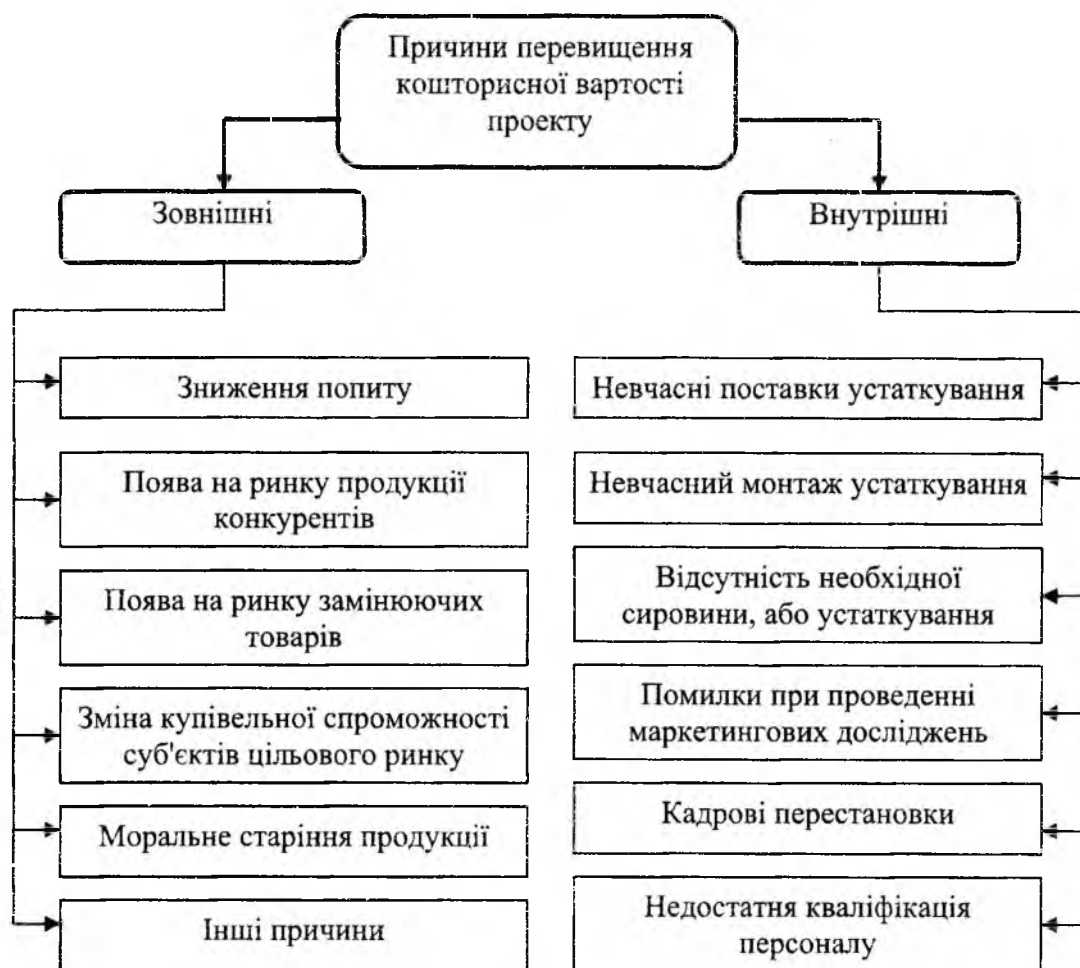 Причини перевищення
кошторисної вартості
проекту
Зовнішні
Внутрішні
Зниження попиту
Поява на ринку продукції
конкурентів
Поява на ринку замінюючих
товарів
Зміна купівельної спроможності
суб'єктів цільового ринку
Моральне старіння продукції
Інші причини
Невчасні поставки устаткування
Невчасний монтаж устаткування
Відсутність необхідної
сировини, або устаткування
Помилки при проведенні
маркетингових досліджень
Кадрові перестановки
Недостатня кваліфікація
персоналу